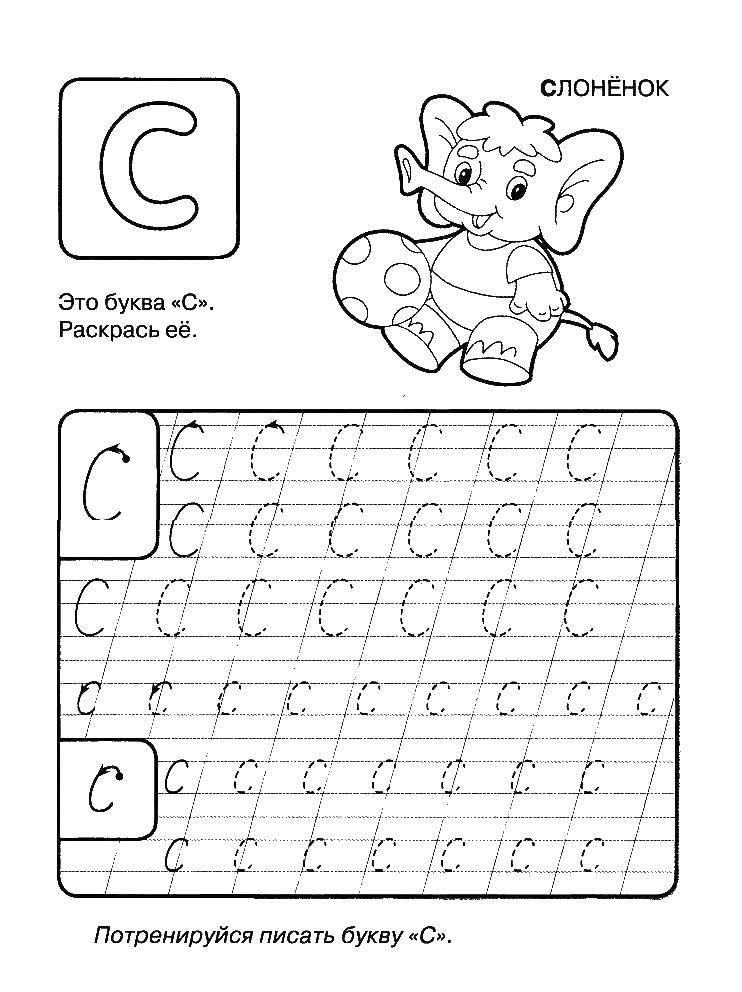 С
СЛОНЁНОК
Это буква «С».
Раскрась её.
С С С С С С С
С С С С С С
С С С С С С С
с с с с с с с с с
с с с с с с с с
с с с с с с с
Потренируйся писать букву «С».